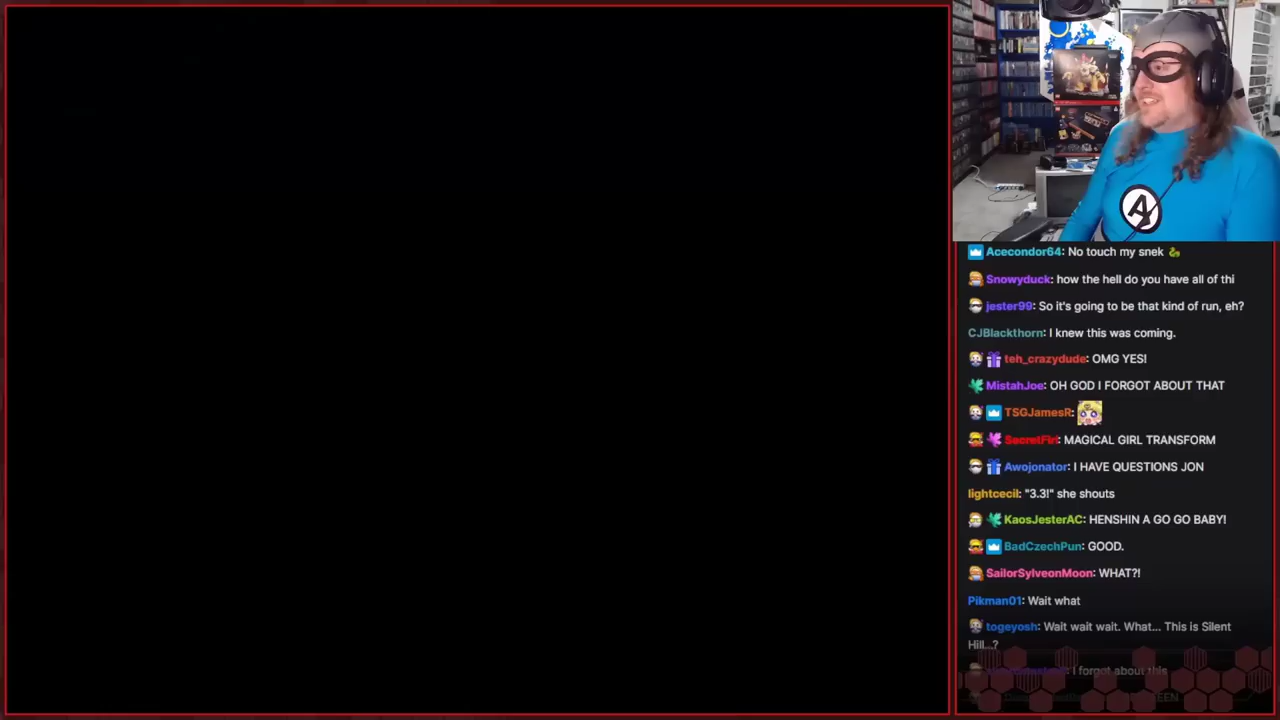 Acecondor64: No touch my snek
Snowyduck: how the hell do you have all of thi
jester99: So it's going to be that kind of run, eh?
CJBlackthorn: I knew this was coming.
teh_crazydude: OMG YES!
MistahJoe: OH GOD I FORGOT ABOUT THAT
TSGJamesR:
SecretFiri: MAGICAL GIRL TRANSFORM
Awojonator: I HAVE QUESTIONS JON
lightcecil: "3.3!" she shouts
KaosJesterAC: HENSHIN A GO GO BABY!
BadCzechPun: GOOD.
SailorSylveonMoon: WHAT?!
Pikman01: Wait what
togeyosh: Wait wait wait. What... This is Silent
Hill...?
I forgot about this